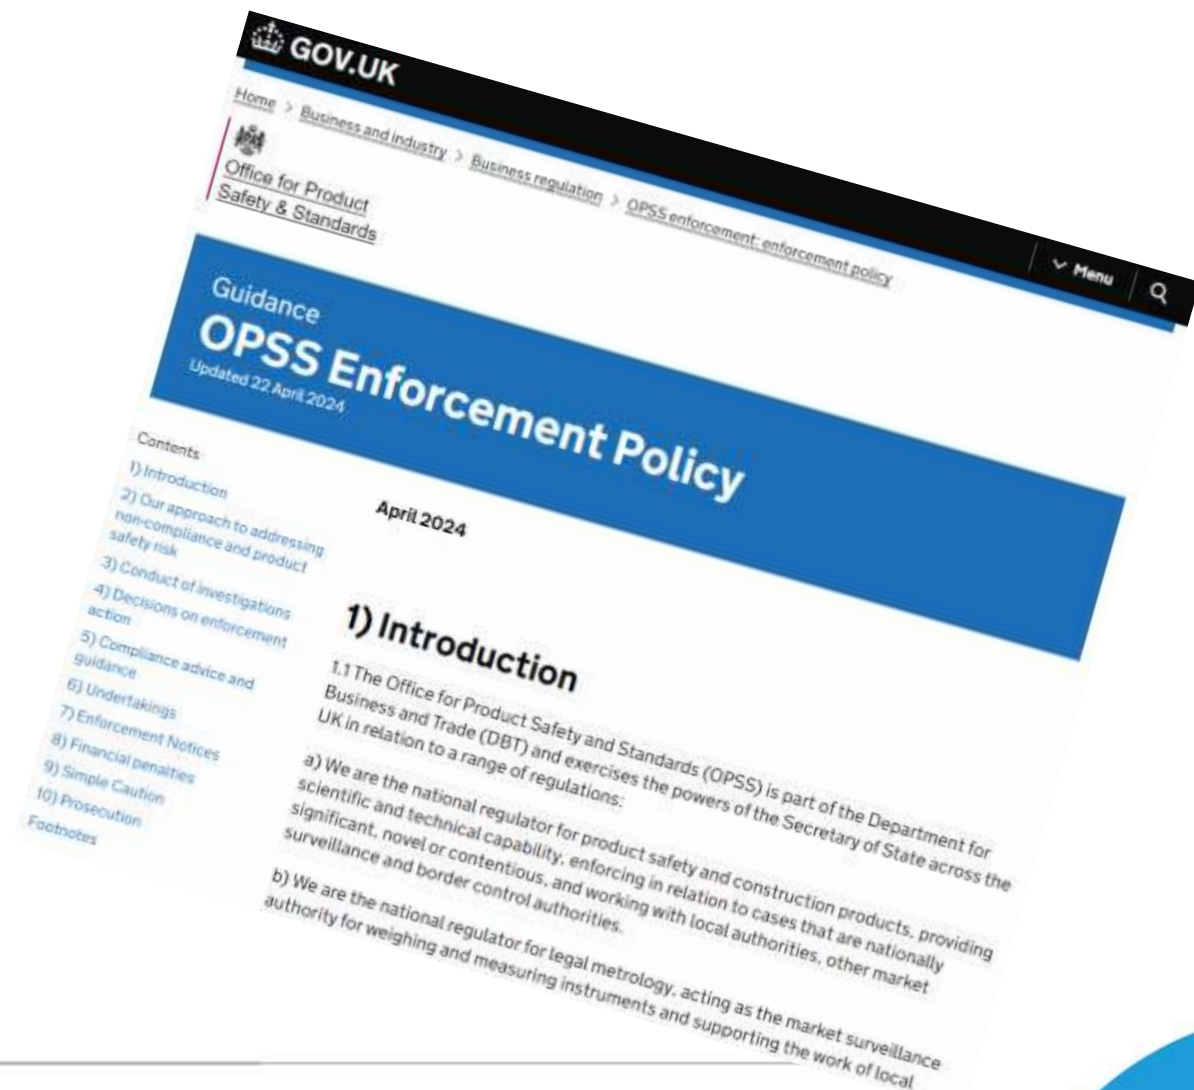 GOV.UK
Menu
Home > Business and industry > Business regulation > OPSS enforcement: enforcement policy
Office for Product
Safety & Standards
Guidance
OPSS Enforcement Policy
Updated 22 April 2024
Contents
1) Introduction
2) Our approach to addressing
non-compliance and product
safety risk
3) Conduct of investigations
4) Decisions on enforcement
action
5) Compliance advice and
guidance
6) Undertakings
7) Enforcement Notices
8) Financial penalties
9) Simple Caution
10) Prosecution
Footnotes
April 2024
1) Introduction
1.1 The Office for Product Safety and Standards (OPSS) is part of the Department for
Business and Trade (DBT) and exercises the powers of the Secretary of State across the
UK in relation to a range of regulations:
a) We are the national regulator for product safety and construction products, providing
scientific and technical capability, enforcing in relation to cases that are nationally
significant, novel or contentious, and working with local authorities, other market
surveillance and border control authorities.
b) We are the national regulator for legal metrology, acting as the market surveillance
authority for weighing and measuring instruments and supporting the work of local